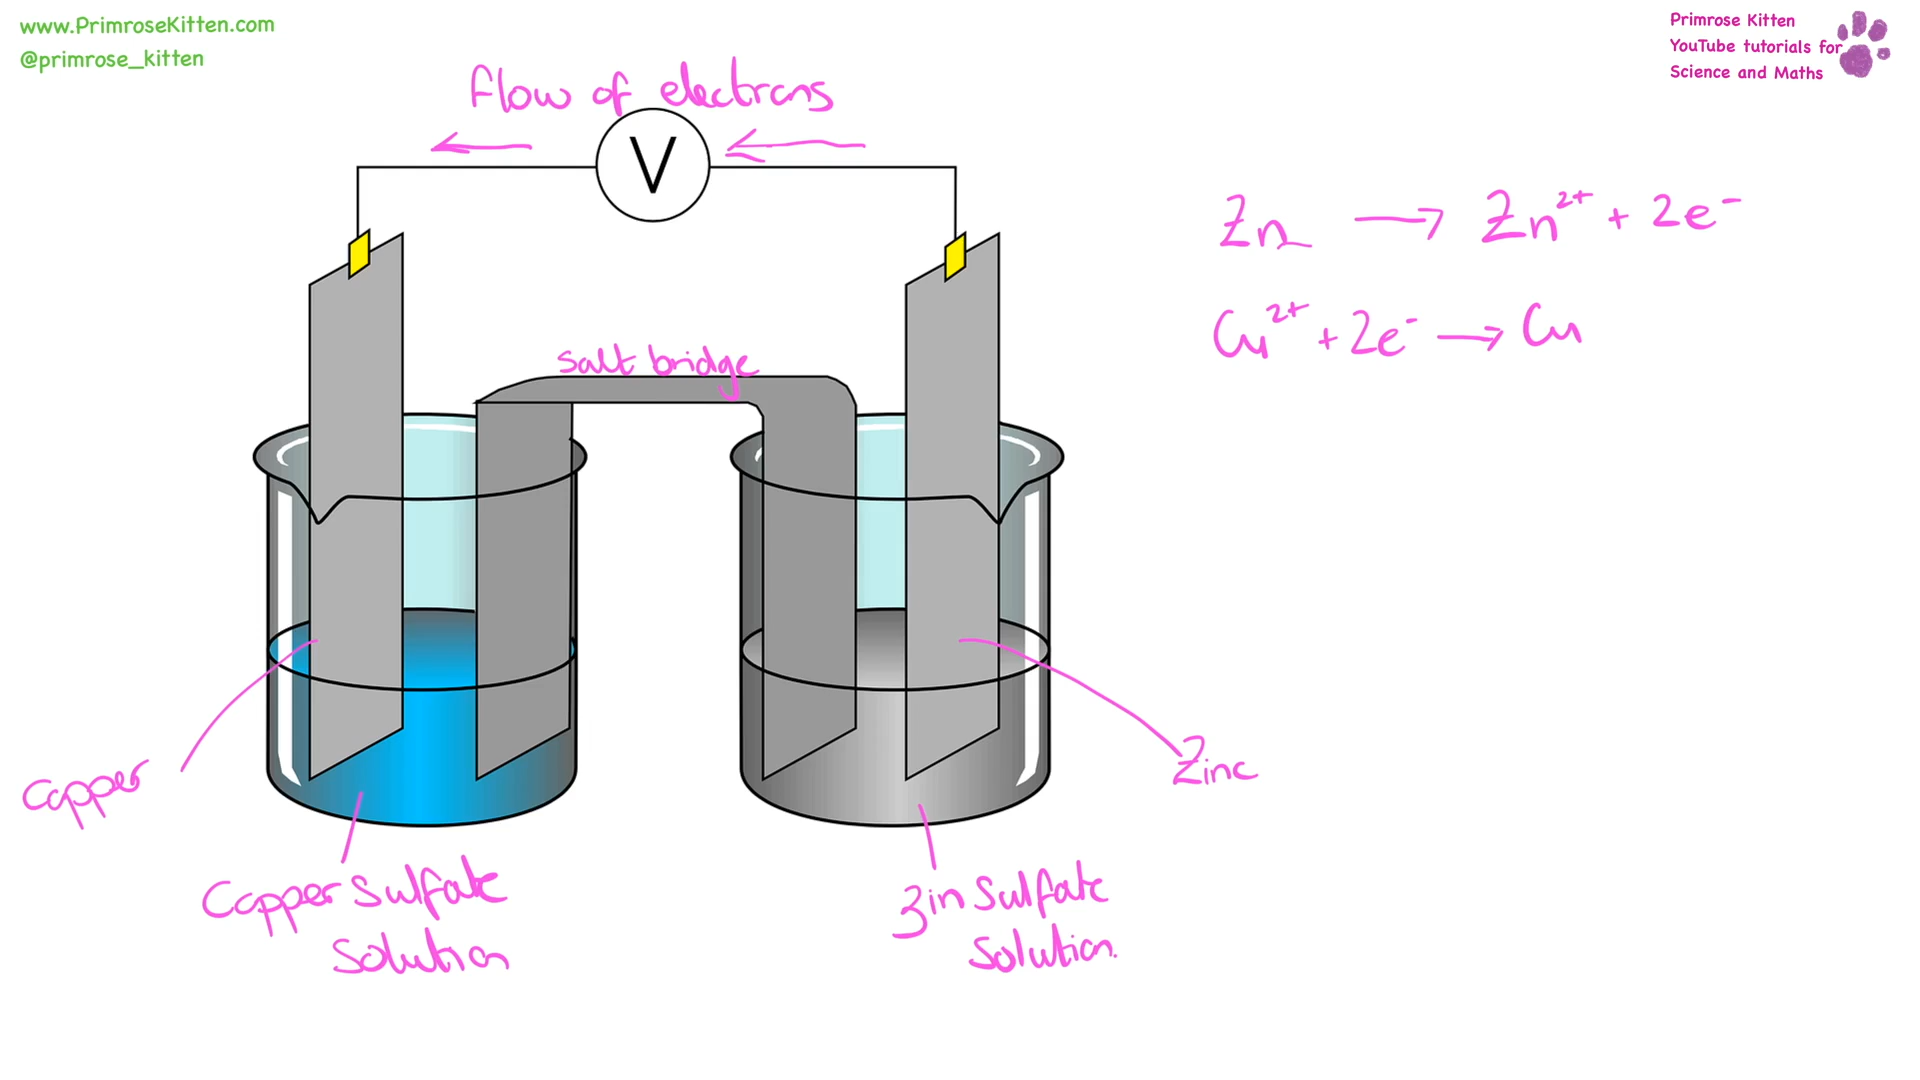 www.PrimroseKitten.com
@primrose_kitten
Primrose Kitten
YouTube tutorials for
Science and Maths
flow of electrons
V
Zn → Zn²⁺ + 2e⁻
Cu²⁺ + 2e⁻ → Cu
Salt bridge
Copper
Zinc
Copper Sulfate
Solution
Zin Sulfate
Solution.